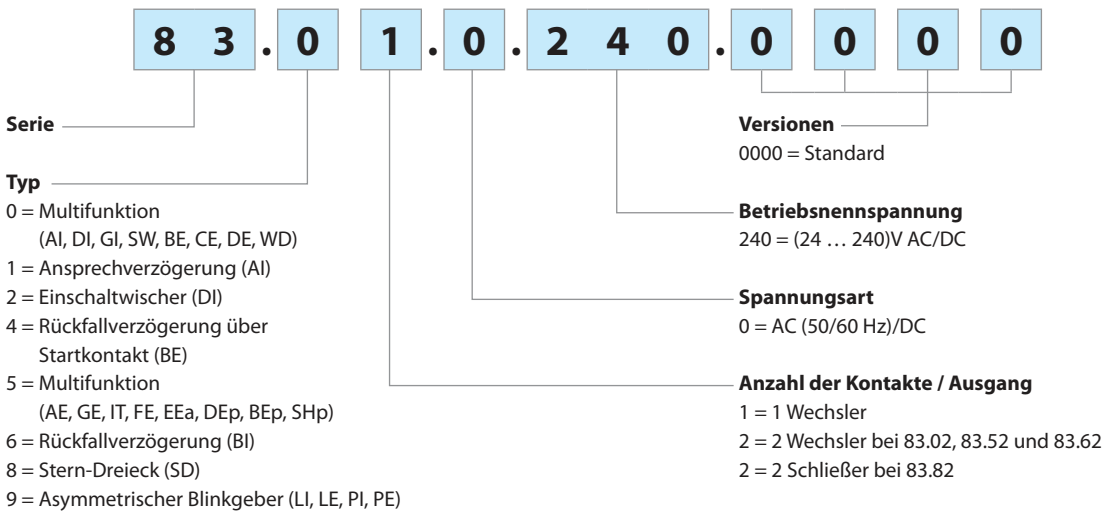 8 3 . 0 1 . 0 . 2 4 0 . 0 0 0 0
Serie
Typ
0 = Multifunktion
(AI, DI, GI, SW, BE, CE, DE, WD)
1 = Ansprechverzögerung (AI)
2 = Einschaltwischer (DI)
4 = Rückfallverzögerung über
Startkontakt (BE)
5 = Multifunktion
(AE, GE, IT, FE, EEa, DEp, BEp, SHp)
6 = Rückfallverzögerung (BI)
8 = Stern-Dreieck (SD)
9 = Asymmetrischer Blinkgeber (LI, LE, PI, PE)
Versionen
0000 = Standard
Betriebsnennspannung
240 = (24 … 240)V AC/DC
Spannungsart
0 = AC (50/60 Hz)/DC
Anzahl der Kontakte / Ausgang
1 = 1 Wechsler
2 = 2 Wechsler bei 83.02, 83.52 und 83.62
2 = 2 Schließer bei 83.82